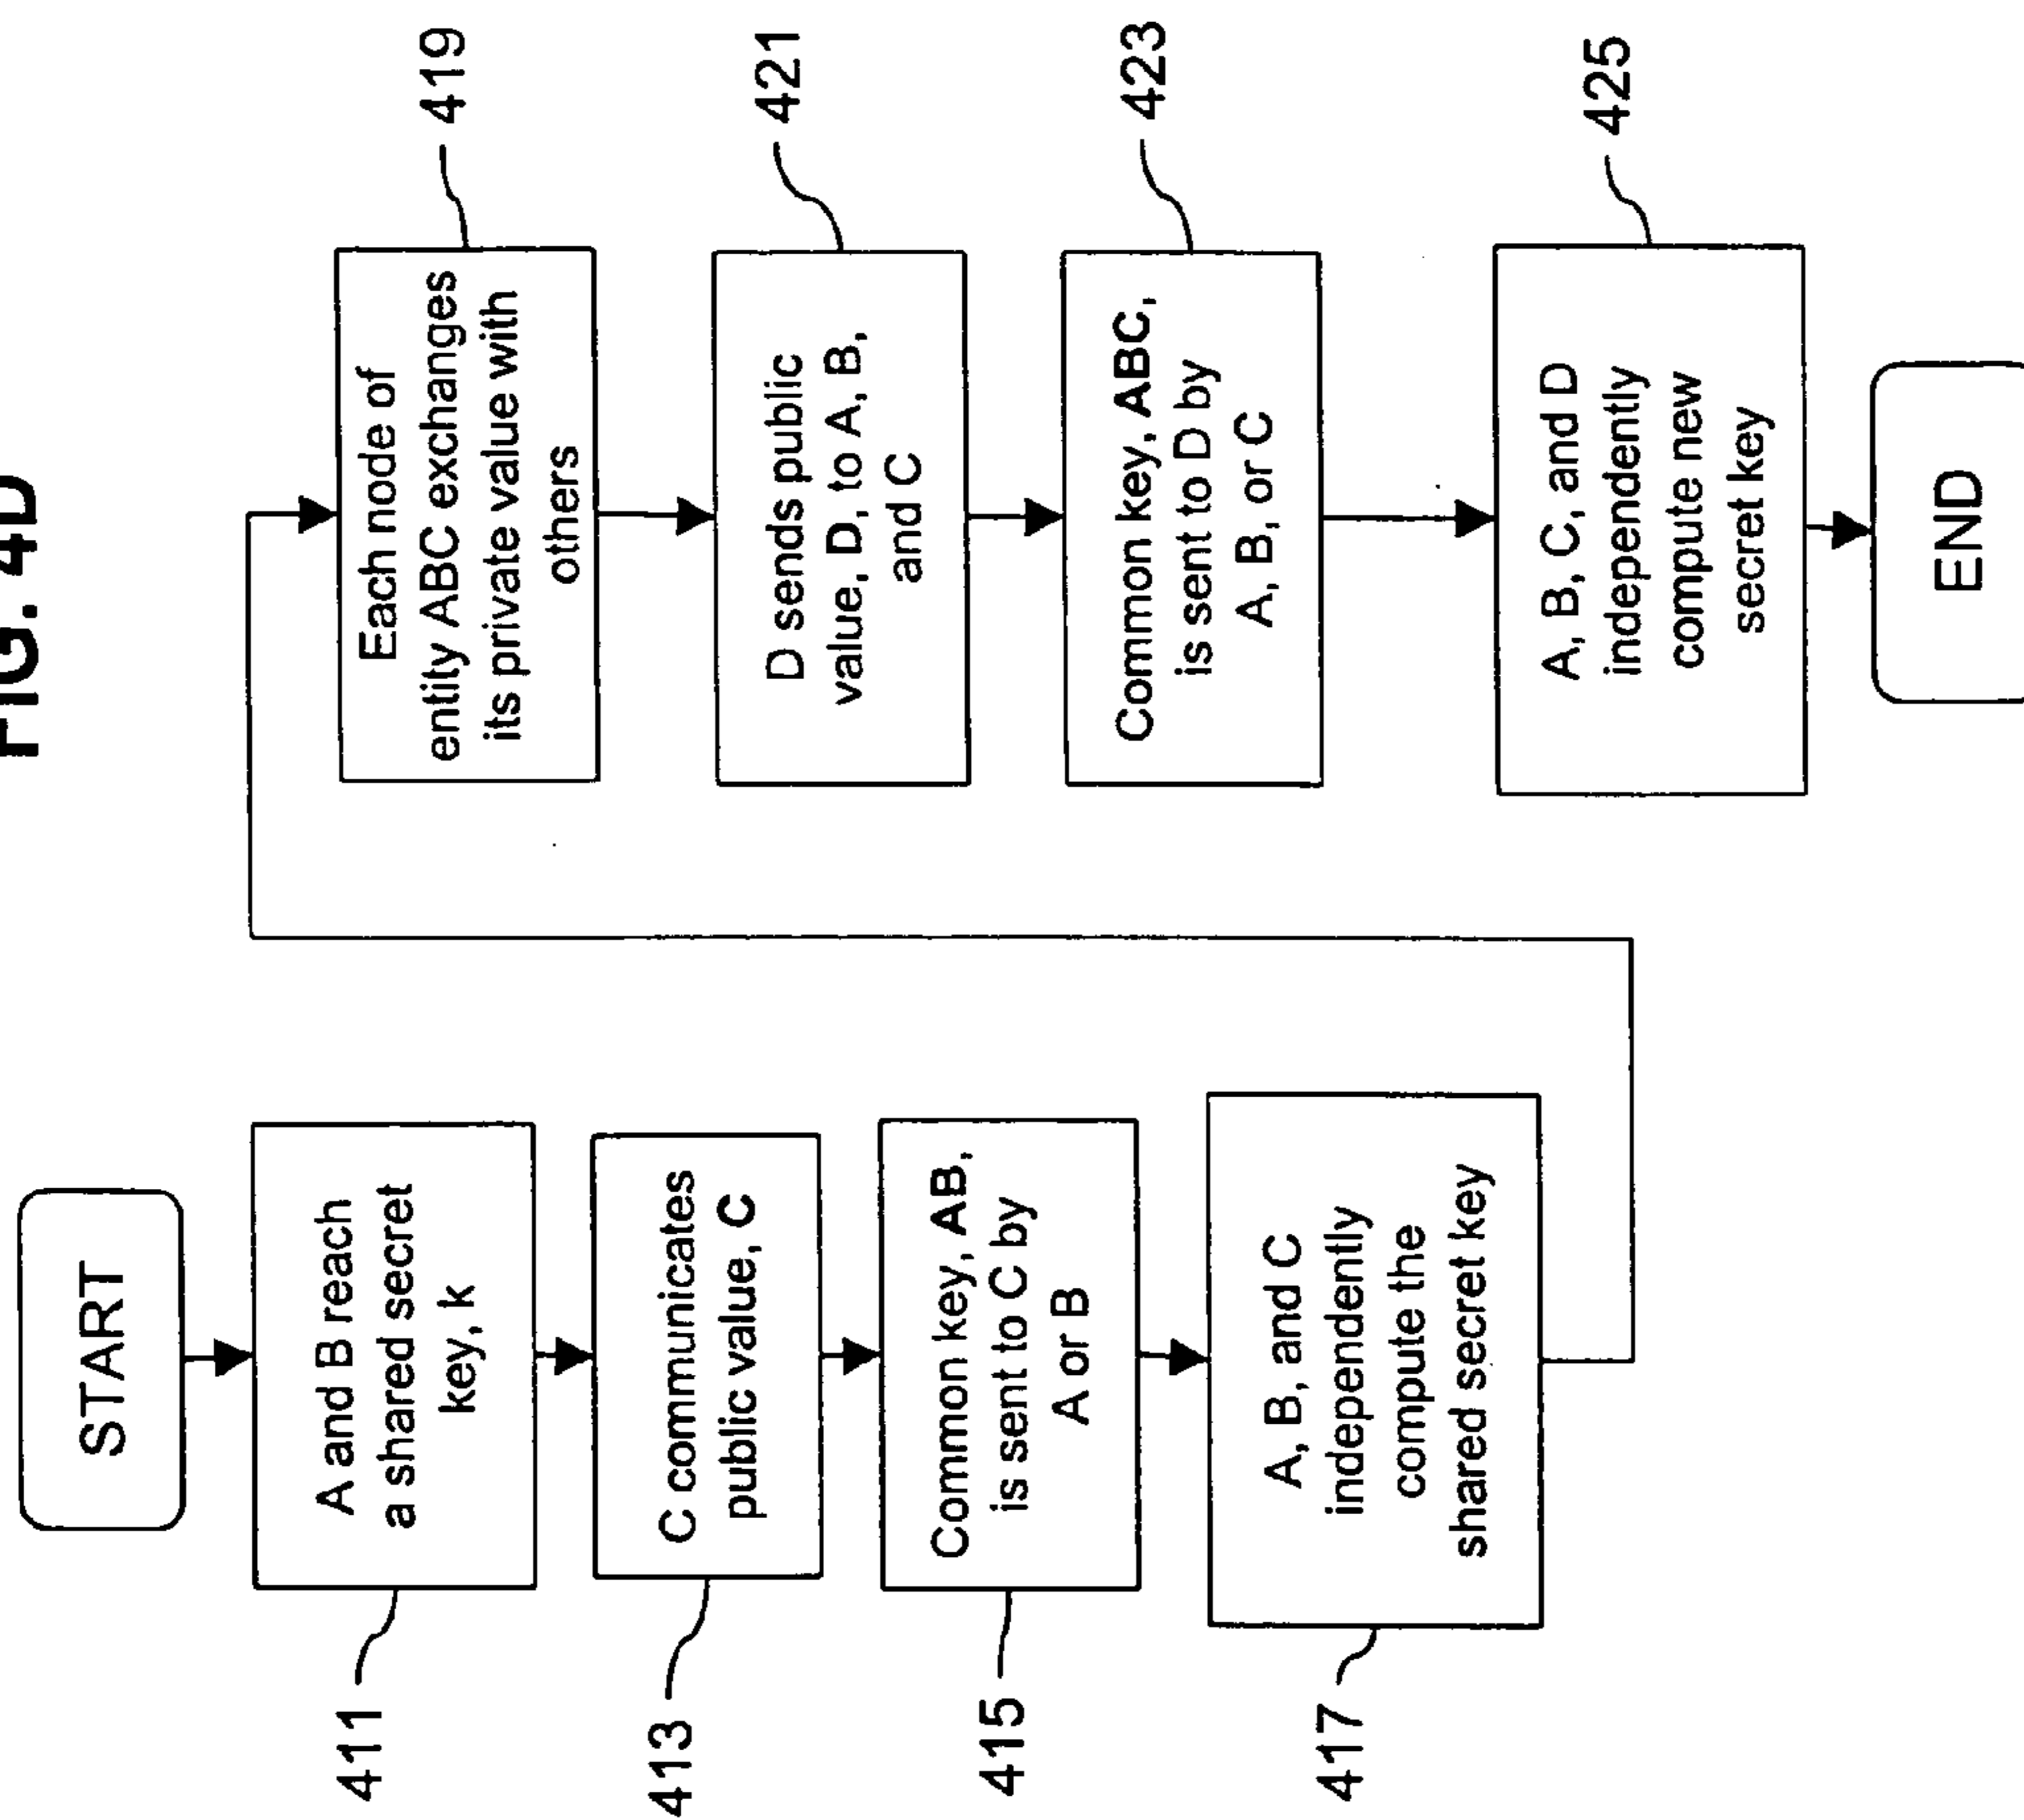 FIG. 4D
START
A and B reach
a shared secret
key, k
411
C communicates
public value, C
413
Common key, AB,
is sent to C by
A or B
415
A, B, and C
independently
compute the
shared secret key
417
Each node of
entity ABC exchanges
its private value with
others
419
D sends public
value, D, to A, B,
and C
421
Common key, ABC,
is sent to D by
A, B, or C
423
A, B, C, and D
independently
compute new
secret key
425
END